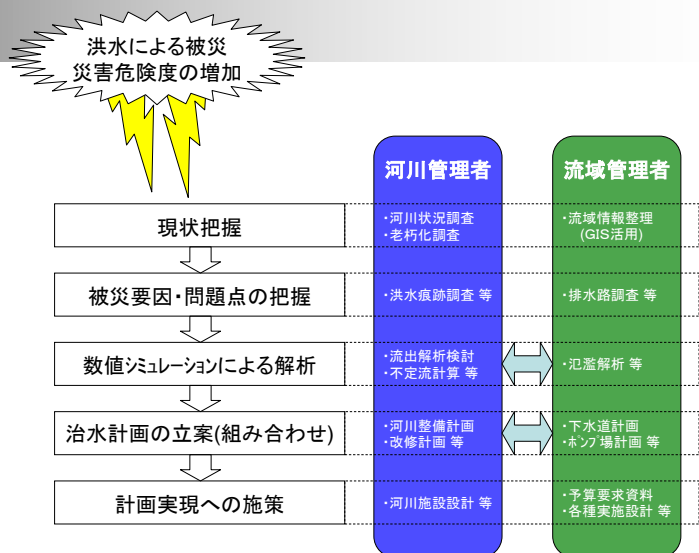 洪水による被災
災害危険度の増加
河川管理者
流域管理者
現状把握
・河川状況調査
・老朽化調査
・流域情報整理
(GIS活用)
被災要因・問題点の把握
・洪水痕跡調査 等
・排水路調査 等
数値ｼﾐｭﾚｰｼｮﾝによる解析
・流出解析検討
・不定流計算 等
・氾濫解析 等
治水計画の立案(組み合わせ)
・河川整備計画
・改修計画 等
・下水道計画
・ﾎﾟﾝﾌﾟ場計画 等
計画実現への施策
・河川施設設計 等
・予算要求資料
・各種実施設計 等